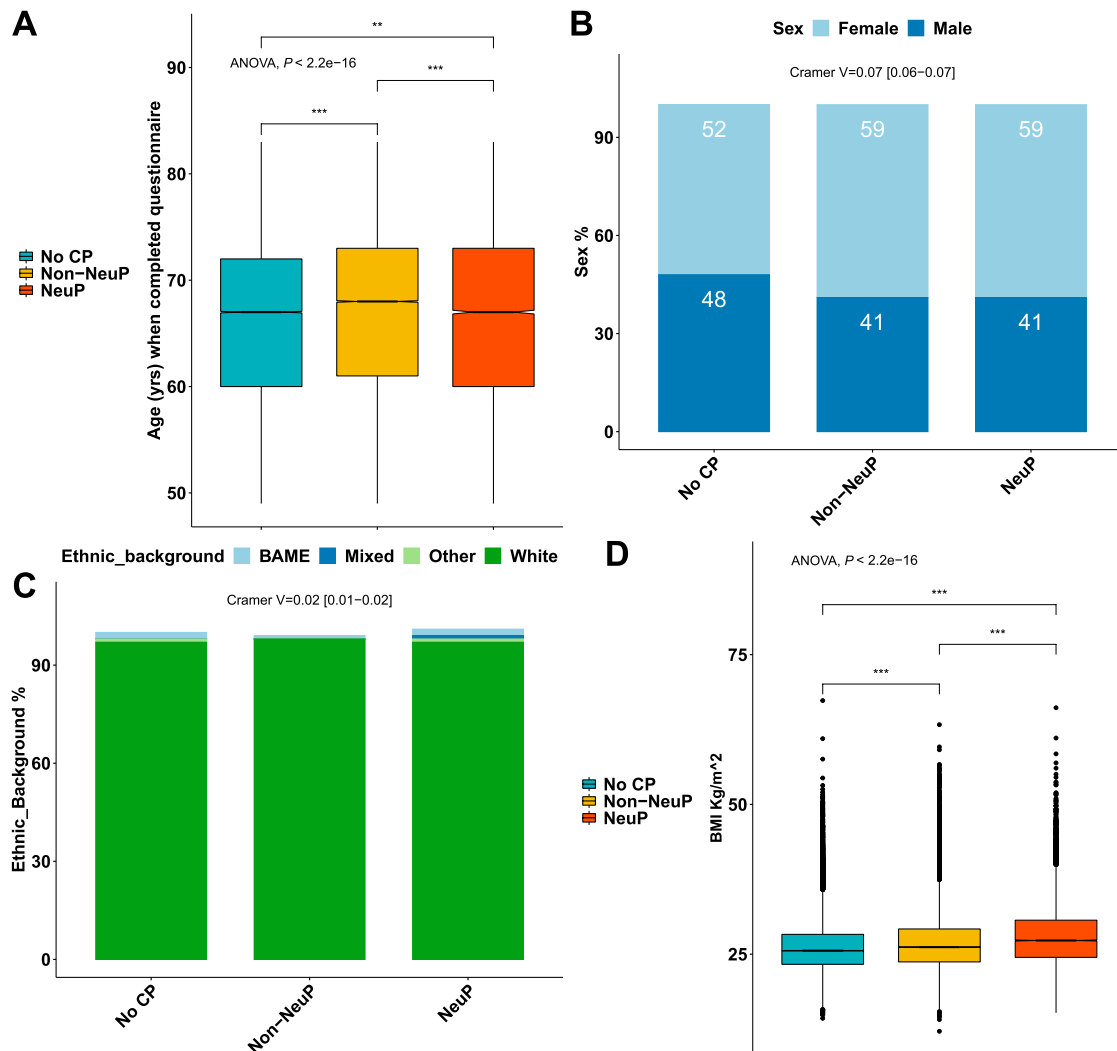 A
**
ANOVA, P < 2.2e−16
***
***
90
80
70
60
50
Age (yrs) when completed questionnaire
No CP
Non−NeuP
NeuP
B
Sex Female Male
Cramer V=0.07 [0.06−0.07]
52
59
59
48
41
41
90
60
30
0
Sex %
No CP
Non−NeuP
NeuP
C
Ethnic_background BAME Mixed Other White
Cramer V=0.02 [0.01−0.02]
90
60
30
0
Ethnic_Background %
No CP
Non−NeuP
NeuP
D
ANOVA, P < 2.2e−16
***
***
***
75
50
25
BMI Kg/m^2
No CP
Non−NeuP
NeuP